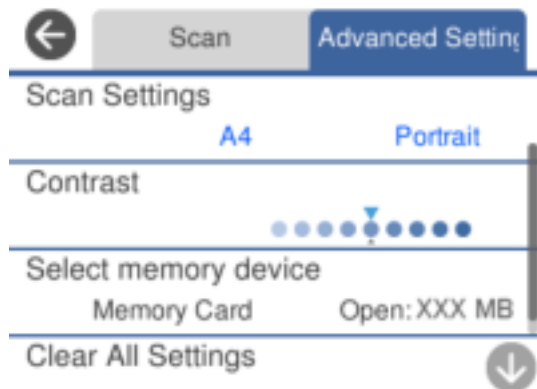 Scan Advanced Setting
Scan Settings
A4 Portrait
Contrast
Select memory device
Memory Card Open: XXX MB
Clear All Settings